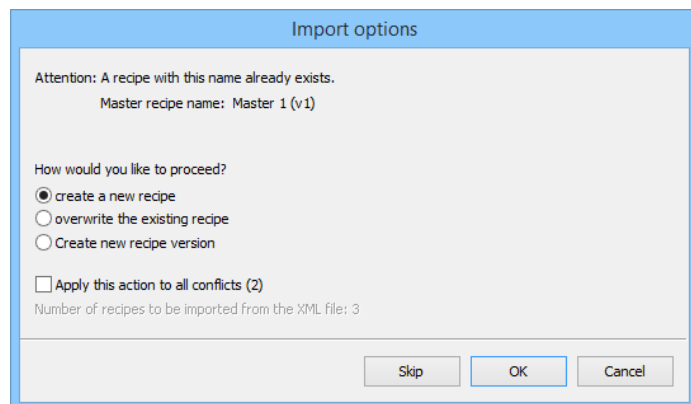 Import options
Attention: A recipe with this name already exists.
Master recipe name: Master 1 (v1)
How would you like to proceed?
create a new recipe
overwrite the existing recipe
Create new recipe version
Apply this action to all conflicts (2)
Number of recipes to be imported from the XML file: 3
Skip OK Cancel